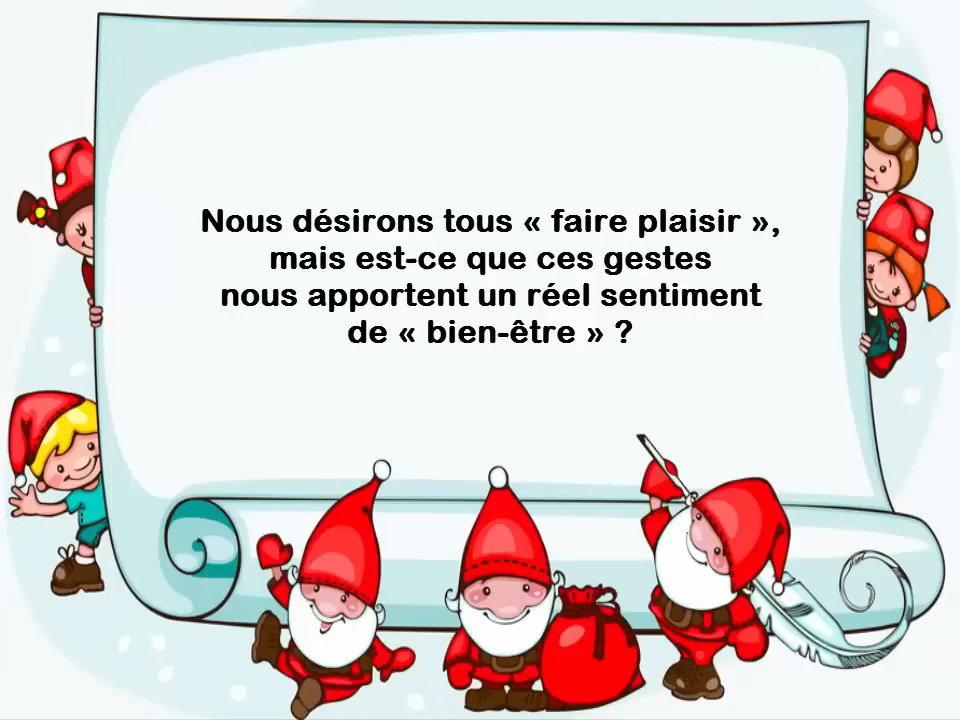 Nous désirons tous « faire plaisir »,
mais est-ce que ces gestes
nous apportent un réel sentiment
de « bien-être » ?